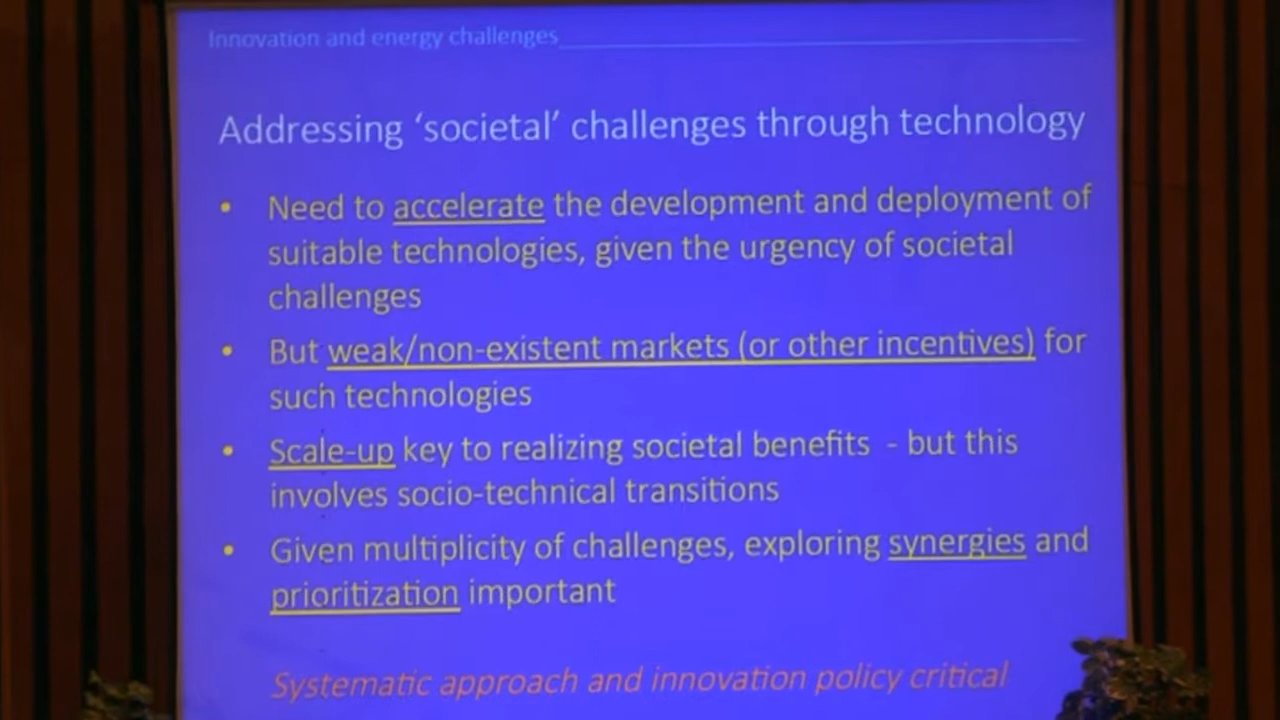 Innovation and energy challenges
Addressing ‘societal’ challenges through technology
• Need to accelerate the development and deployment of
suitable technologies, given the urgency of societal
challenges
• But weak/non-existent markets (or other incentives) for
such technologies
• Scale-up key to realizing societal benefits - but this
involves socio-technical transitions
• Given multiplicity of challenges, exploring synergies and
prioritization important
Systematic approach and innovation policy critical